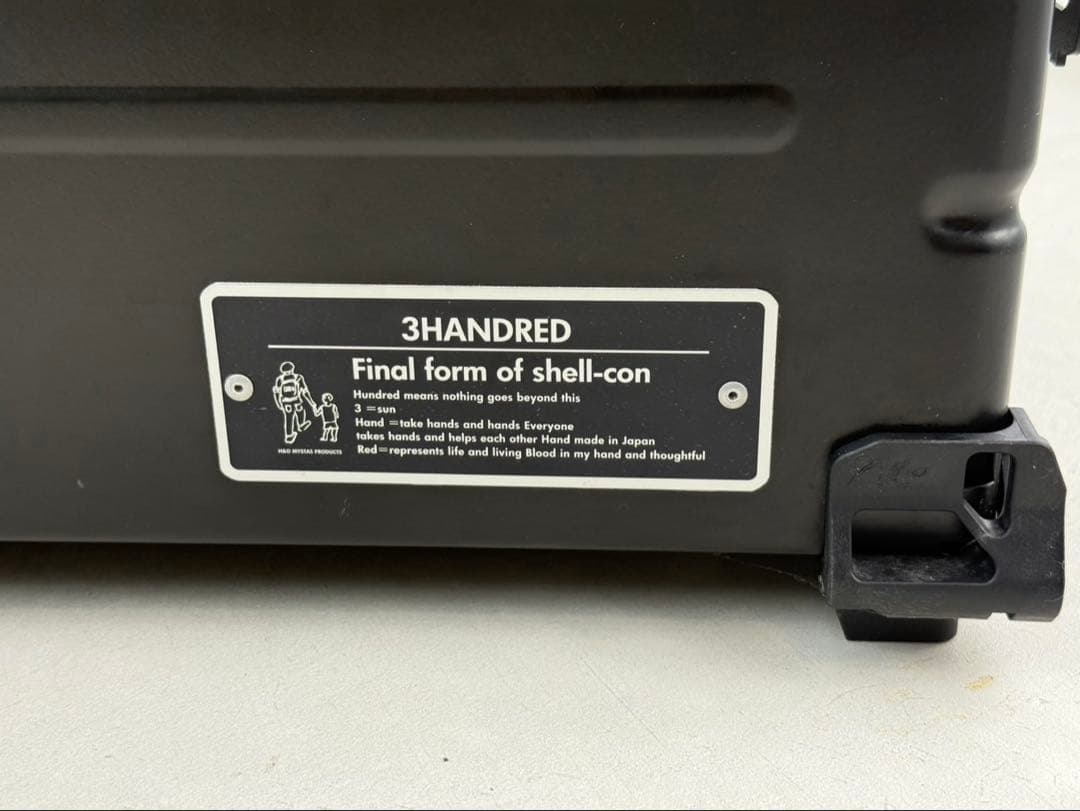 3HANDRED
Final form of shell-con
Hundred means nothing goes beyond this
3 =sun
Hand =take hands and hands Everyone
takes hands and helps each other Hand made in Japan
Red=represents life and living Blood in my hand and thoughtful
H&O MYSTAS PRODUCTS